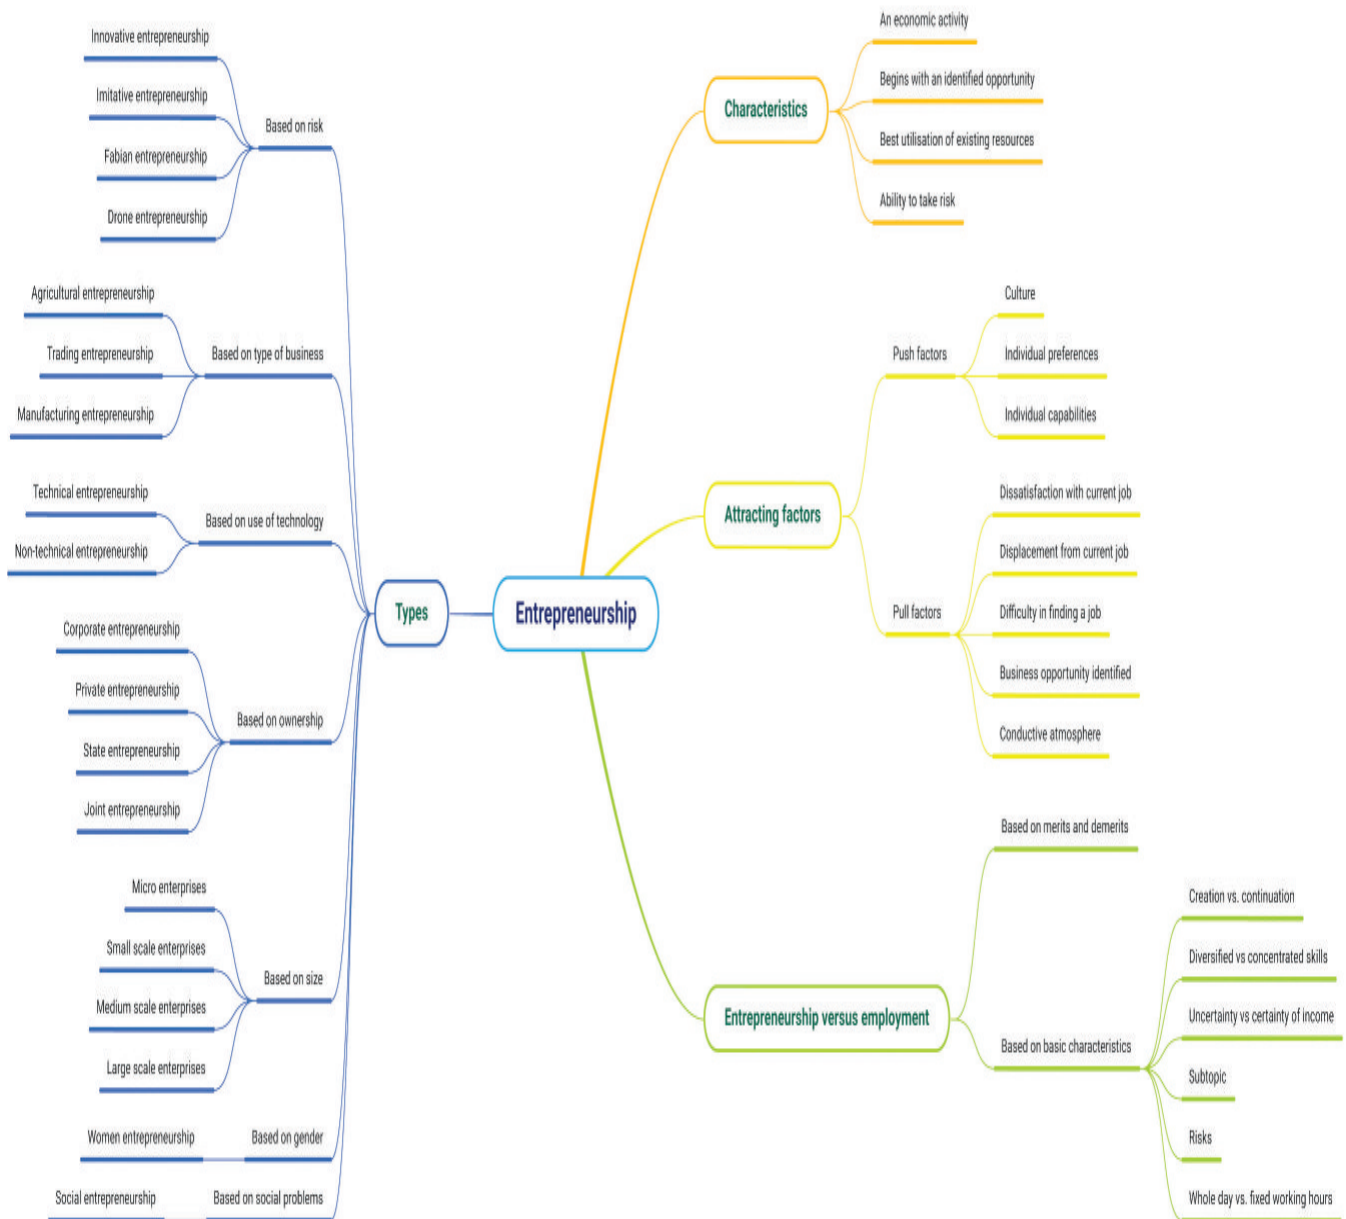 Entrepreneurship
Characteristics
An economic activity
Begins with an identified opportunity
Best utilisation of existing resources
Ability to take risk
Attracting factors
Push factors
Culture
Individual preferences
Individual capabilities
Pull factors
Dissatisfaction with current job
Displacement from current job
Difficulty in finding a job
Business opportunity identified
Conductive atmosphere
Entrepreneurship versus employment
Based on merits and demerits
Based on basic characteristics
Creation vs. continuation
Diversified vs concentrated skills
Uncertainty vs certainty of income
Subtopic
Risks
Whole day vs. fixed working hours
Types
Based on risk
Innovative entrepreneurship
Imitative entrepreneurship
Fabian entrepreneurship
Drone entrepreneurship
Based on type of business
Agricultural entrepreneurship
Trading entrepreneurship
Manufacturing entrepreneurship
Based on use of technology
Technical entrepreneurship
Non-technical entrepreneurship
Based on ownership
Corporate entrepreneurship
Private entrepreneurship
State entrepreneurship
Joint entrepreneurship
Based on size
Micro enterprises
Small scale enterprises
Medium scale enterprises
Large scale enterprises
Based on gender
Women entrepreneurship
Based on social problems
Social entrepreneurship